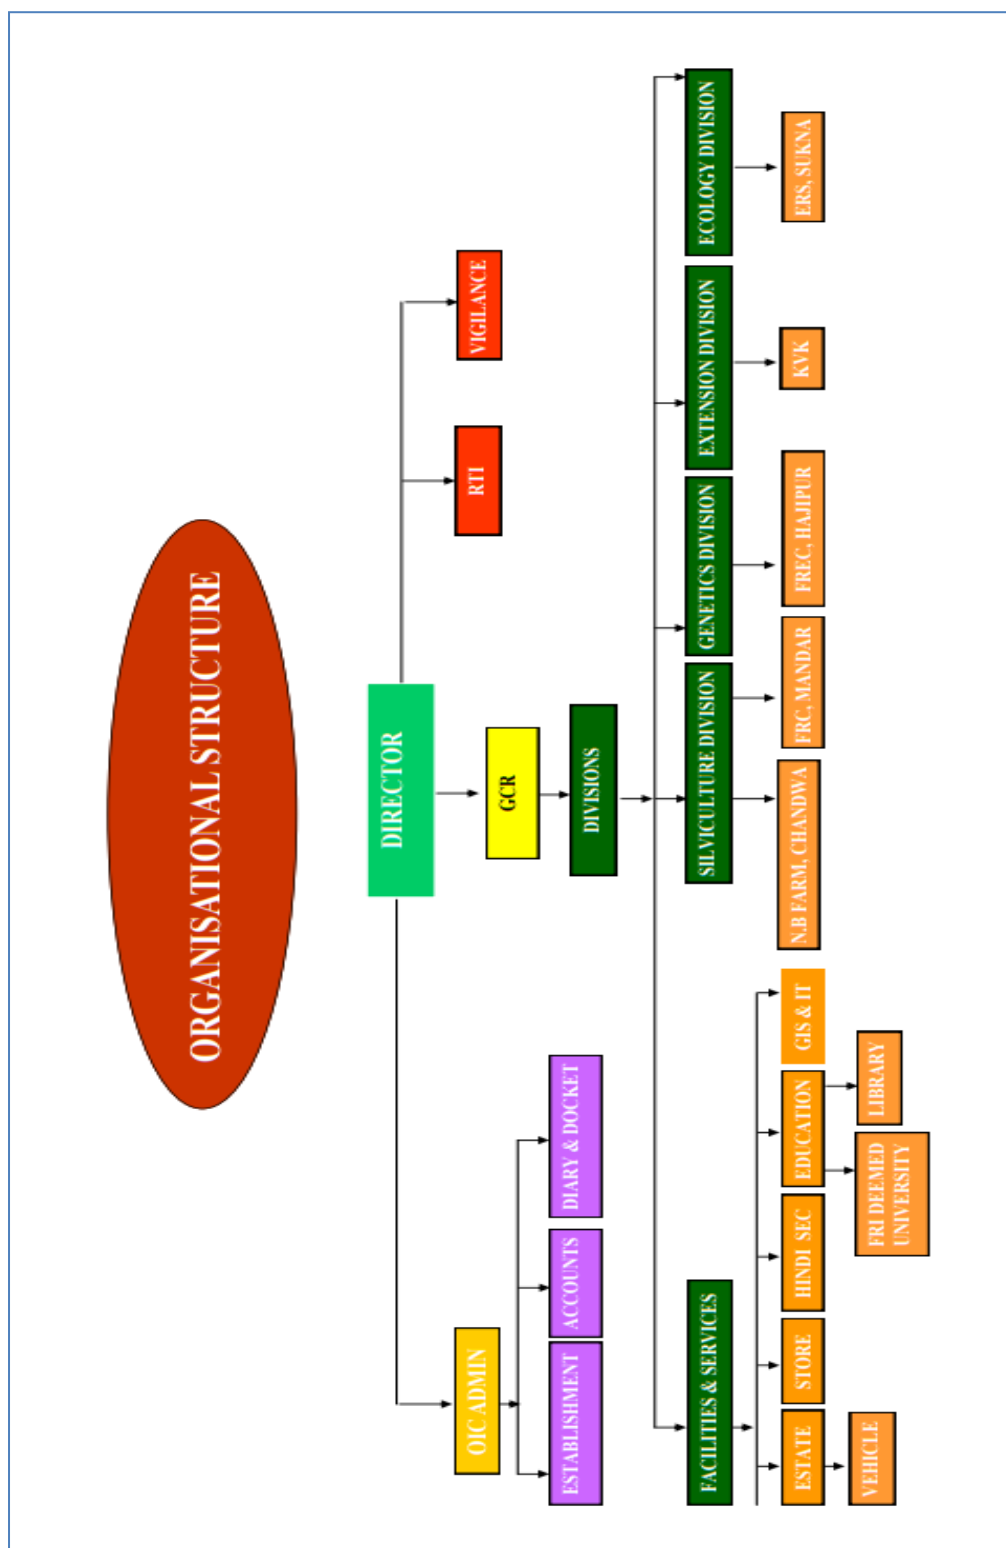 ORGANISATIONAL STRUCTURE
DIRECTOR
OIC ADMIN
RTI
VIGILANCE
GCR
ESTABLISHMENT
ACCOUNTS
DIARY & DOCKET
DIVISIONS
FACILITIES & SERVICES
SILVICULTURE DIVISION
GENETICS DIVISION
EXTENSION DIVISION
ECOLOGY DIVISION
ESTATE
STORE
HINDI SEC
EDUCATION
GIS & IT
N.B FARM, CHANDWA
FRC, MANDAR
FREC, HAJIPUR
KVK
ERS, SUKNA
VEHICLE
FRI DEEMED
UNIVERSITY
LIBRARY